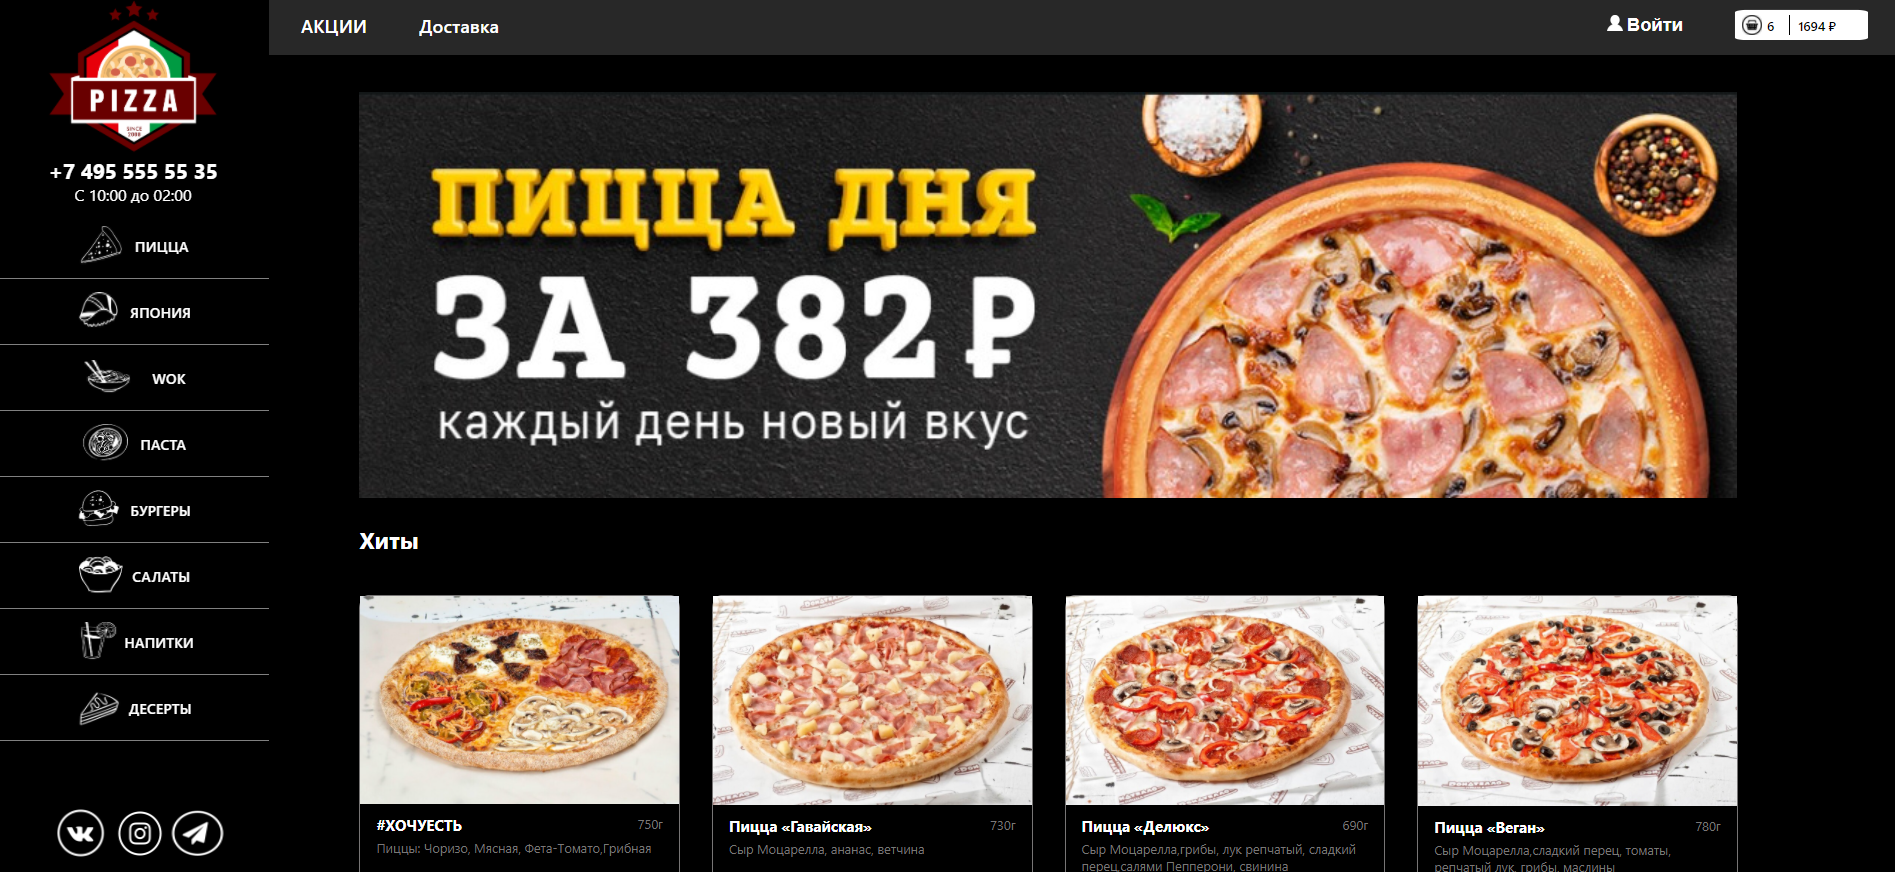 АКЦИИ
Доставка
Войти
6
1694 ₽
PIZZA
SINCE
2008
+7 495 555 55 35
С 10:00 до 02:00
ПИЦЦА
ЯПОНИЯ
WOK
ПАСТА
БУРГЕРЫ
САЛАТЫ
НАПИТКИ
ДЕСЕРТЫ
ПИЦЦА ДНЯ
ЗА 382₽
каждый день новый вкус
Хиты
#ХОЧУЕСТЬ
750г
Пиццы: Чоризо, Мясная, Фета-Томато,Грибная
Пицца «Гавайская»
730г
Сыр Моцарелла, ананас, ветчина
Пицца «Делюкс»
690г
Сыр Моцарелла,грибы, лук репчатый, сладкий
перец,салями Пепперони, свинина
Пицца «Веган»
780г
Сыр Моцарелла,сладкий перец, томаты,
репчатый лук, грибы, маслины